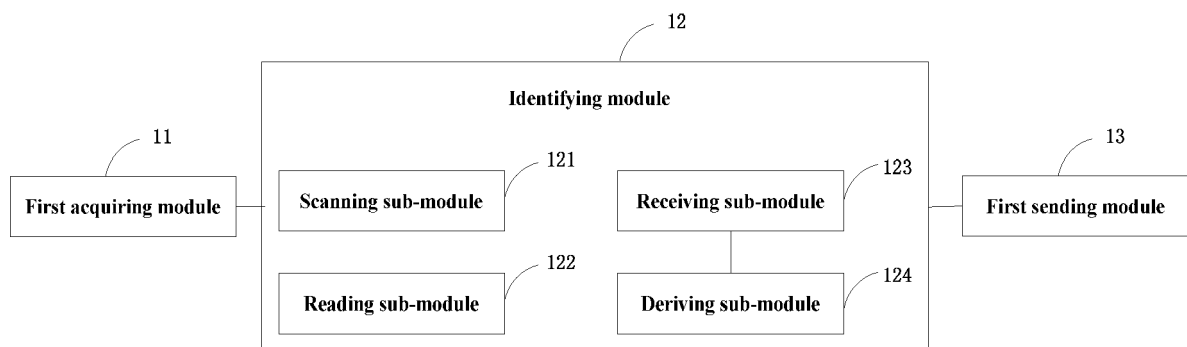 12
Identifying module
11
13
121
123
First acquiring module
Scanning sub-module
Receiving sub-module
First sending module
122
124
Reading sub-module
Deriving sub-module